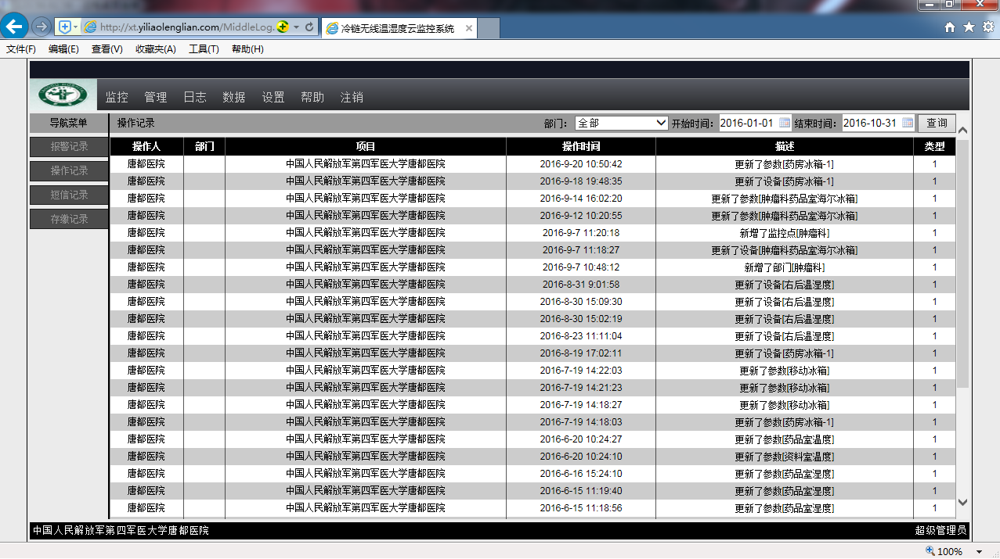 http://xt.yiliaolenglian.com/MiddleLog.
冷链无线温湿度云监控系统
文件(F) 编辑(E) 查看(V) 收藏夹(A) 工具(T) 帮助(H)
监控 管理 日志 数据 设置 帮助 注销
导航菜单 操作记录 部门： 全部 开始时间： 2016-01-01 结束时间： 2016-10-31 查询
报警记录
操作记录
短信记录
存缴记录
操作人 部门 项目 操作时间 描述 类型
唐都医院 中国人民解放军第四军医大学唐都医院 2016-9-20 10:50:42 更新了参数[药房冰箱-1] 1
唐都医院 中国人民解放军第四军医大学唐都医院 2016-9-18 19:48:35 更新了设备[药房冰箱-1] 1
唐都医院 中国人民解放军第四军医大学唐都医院 2016-9-14 16:02:20 更新了参数[肿瘤科药品室海尔冰箱] 1
唐都医院 中国人民解放军第四军医大学唐都医院 2016-9-12 10:20:55 更新了参数[肿瘤科药品室海尔冰箱] 1
唐都医院 中国人民解放军第四军医大学唐都医院 2016-9-7 11:20:18 新增了监控点[肿瘤科] 1
唐都医院 中国人民解放军第四军医大学唐都医院 2016-9-7 11:18:27 更新了设备[肿瘤科药品室海尔冰箱] 1
唐都医院 中国人民解放军第四军医大学唐都医院 2016-9-7 10:48:12 新增了部门[肿瘤科] 1
唐都医院 中国人民解放军第四军医大学唐都医院 2016-8-31 9:01:58 更新了设备[右后温湿度] 1
唐都医院 中国人民解放军第四军医大学唐都医院 2016-8-30 15:09:30 更新了设备[右后温湿度] 1
唐都医院 中国人民解放军第四军医大学唐都医院 2016-8-30 15:02:19 更新了设备[右后温湿度] 1
唐都医院 中国人民解放军第四军医大学唐都医院 2016-8-23 11:11:04 更新了设备[右后温湿度] 1
唐都医院 中国人民解放军第四军医大学唐都医院 2016-8-19 17:02:11 更新了设备[药房冰箱-1] 1
唐都医院 中国人民解放军第四军医大学唐都医院 2016-7-19 14:22:03 更新了参数[移动冰箱] 1
唐都医院 中国人民解放军第四军医大学唐都医院 2016-7-19 14:21:23 更新了参数[移动冰箱] 1
唐都医院 中国人民解放军第四军医大学唐都医院 2016-7-19 14:18:27 更新了参数[移动冰箱] 1
唐都医院 中国人民解放军第四军医大学唐都医院 2016-7-19 14:18:03 更新了参数[药房冰箱-1] 1
唐都医院 中国人民解放军第四军医大学唐都医院 2016-6-20 10:24:27 更新了参数[药品室温度] 1
唐都医院 中国人民解放军第四军医大学唐都医院 2016-6-20 10:24:10 更新了参数[资料室温度] 1
唐都医院 中国人民解放军第四军医大学唐都医院 2016-6-16 15:24:10 更新了参数[药品室湿度] 1
唐都医院 中国人民解放军第四军医大学唐都医院 2016-6-15 11:19:40 更新了参数[药品室湿度] 1
唐都医院 中国人民解放军第四军医大学唐都医院 2016-6-15 11:18:56 更新了参数[药品室湿度] 1
中国人民解放军第四军医大学唐都医院 超级管理员
100%